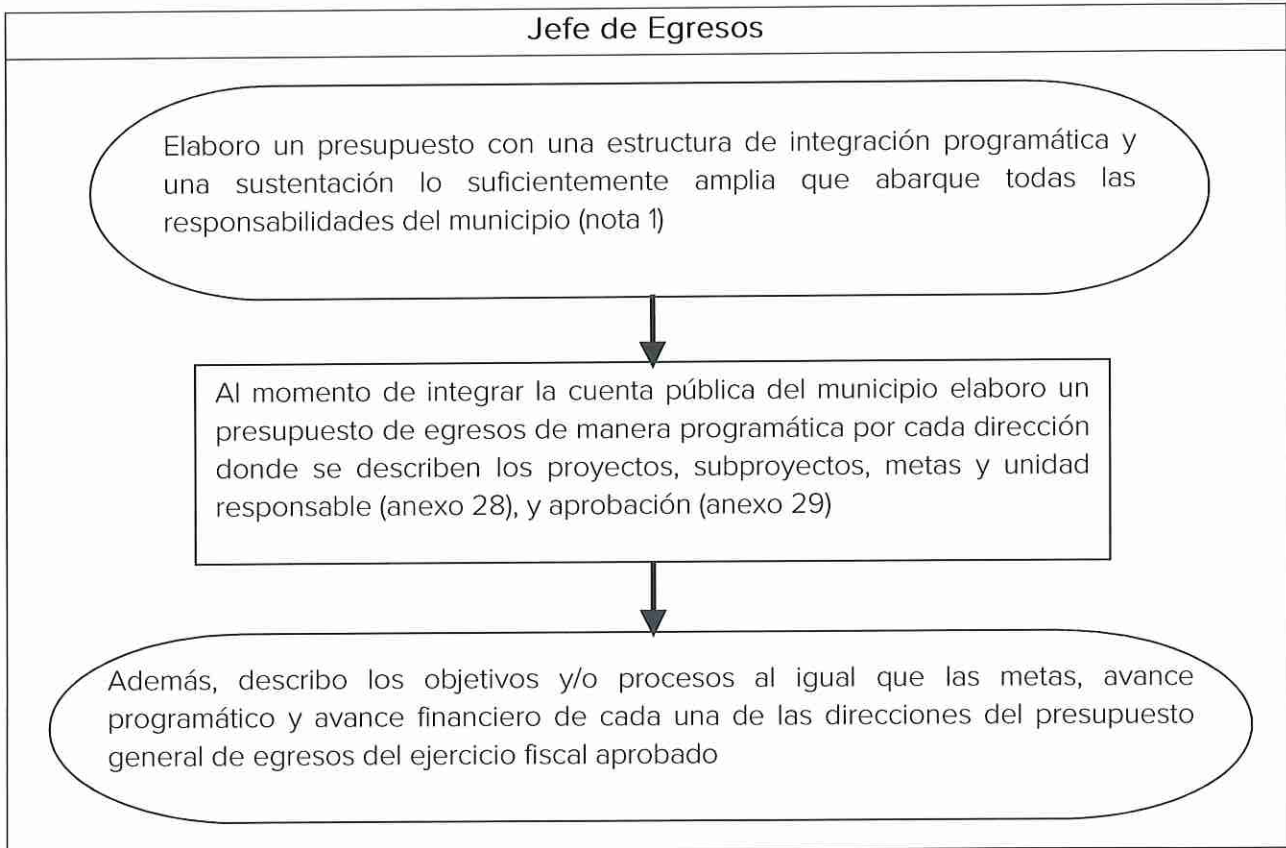 Jefe de Egresos
Elaboro un presupuesto con una estructura de integración programática y
una sustentación lo suficientemente amplia que abarque todas las
responsabilidades del municipio (nota 1)
Al momento de integrar la cuenta pública del municipio elaboro un
presupuesto de egresos de manera programática por cada dirección
donde se describen los proyectos, subproyectos, metas y unidad
responsable (anexo 28), y aprobación (anexo 29)
Además, describo los objetivos y/o procesos al igual que las metas, avance
programático y avance financiero de cada una de las direcciones del presupuesto
general de egresos del ejercicio fiscal aprobado